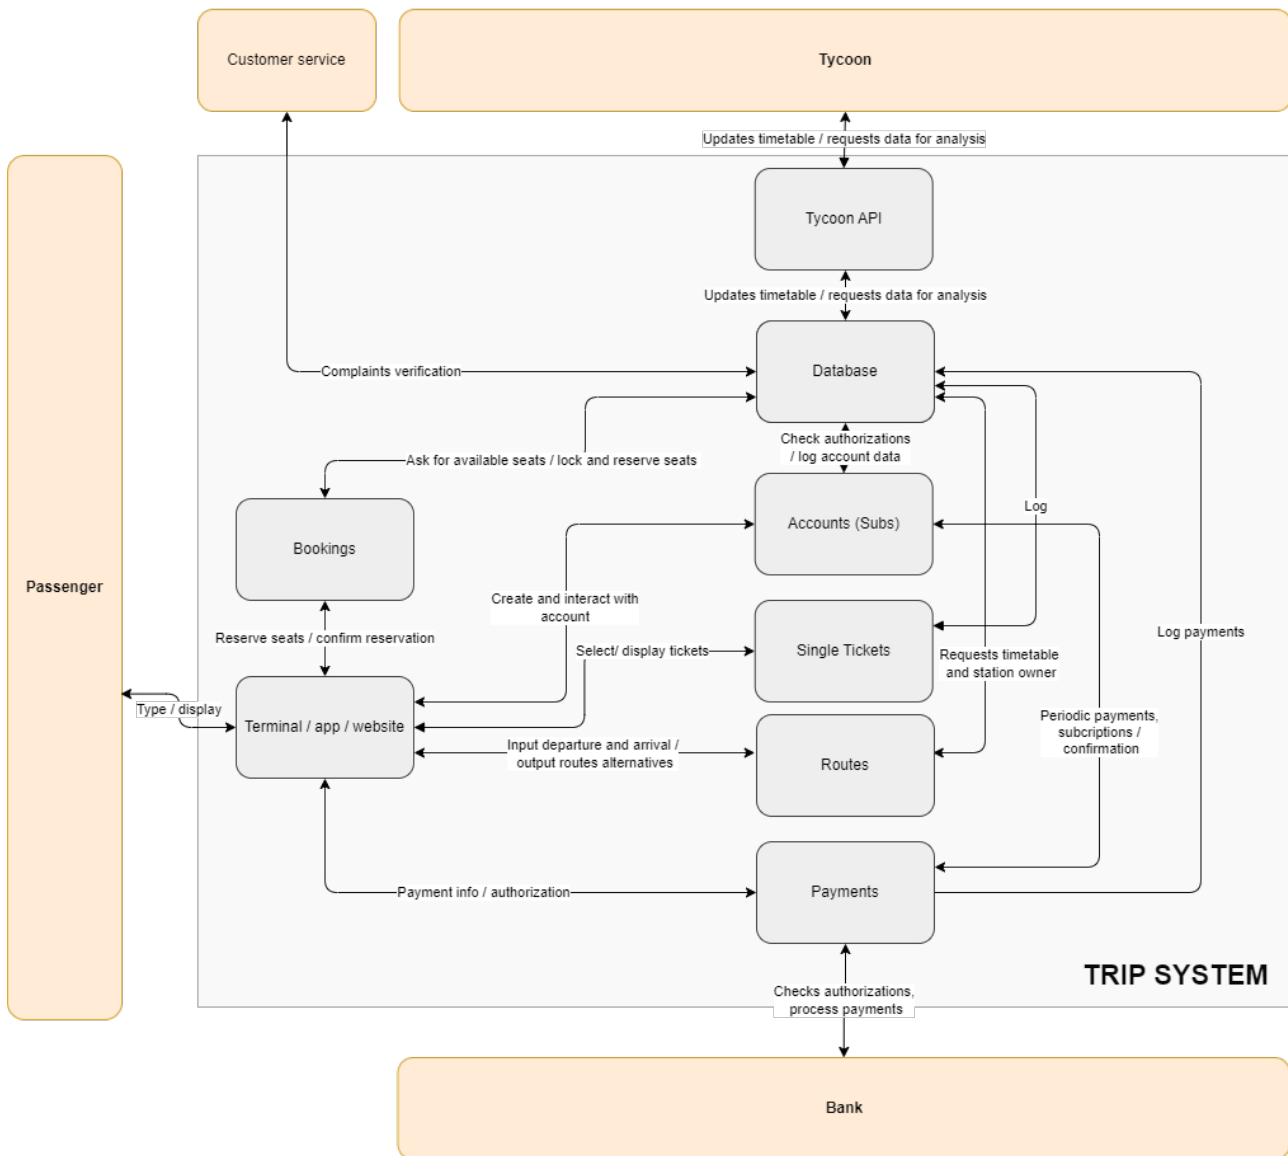 Customer service
Tycoon
Updates timetable / requests data for analysis
Tycoon API
Updates timetable / requests data for analysis
Database
Complaints verification
Check authorizations
/ log account data
Ask for available seats / lock and reserve seats
Log
Accounts (Subs)
Bookings
Passenger
Create and interact with
account
Log payments
Reserve seats / confirm reservation
Select/ display tickets
Single Tickets
Requests timetable
and station owner
Type / display
Terminal / app / website
Periodic payments,
subcriptions /
confirmation
Input departure and arrival /
output routes alternatives
Routes
Payment info / authorization
Payments
TRIP SYSTEM
Checks authorizations,
process payments
Bank